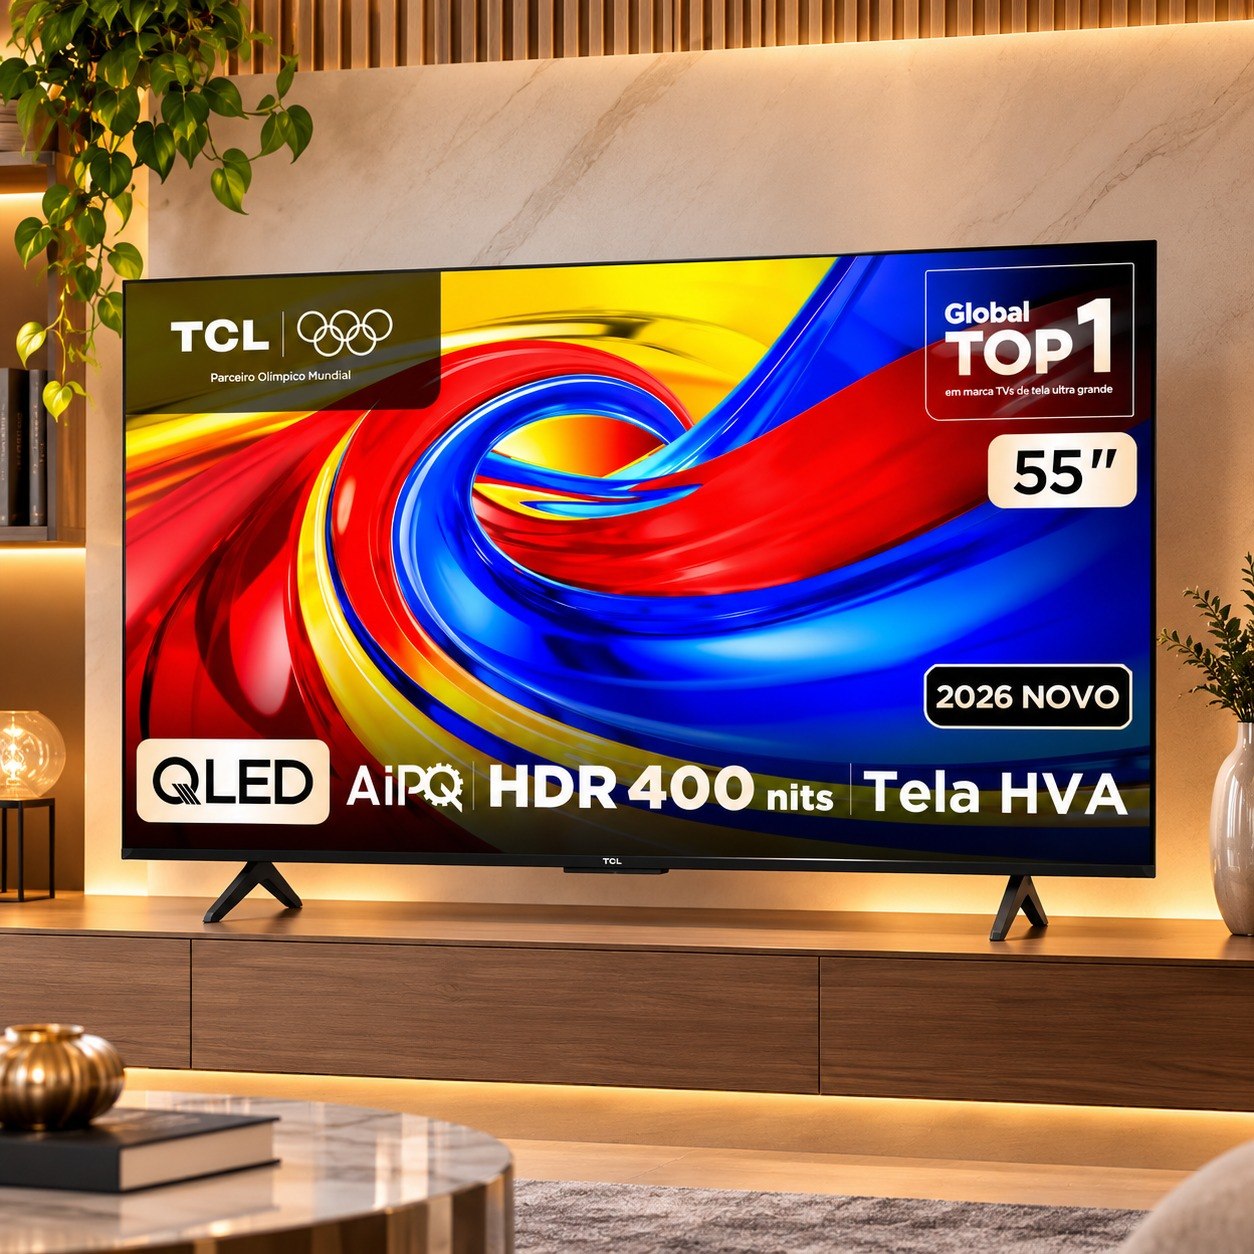 TCL
Parceiro Olímpico Mundial
Global
TOP 1
em marca TVs de tela ultra grande
55"
2026 NOVO
QLED AiPQ HDR 400 nits Tela HVA
TCL